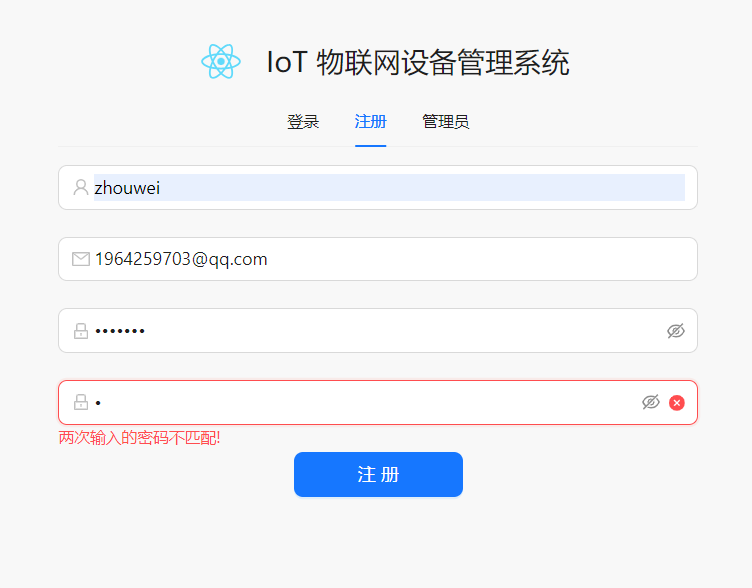 IoT 物联网设备管理系统
登录 注册 管理员
zhouwei
1964259703@qq.com
•••••••
•
两次输入的密码不匹配!
注 册